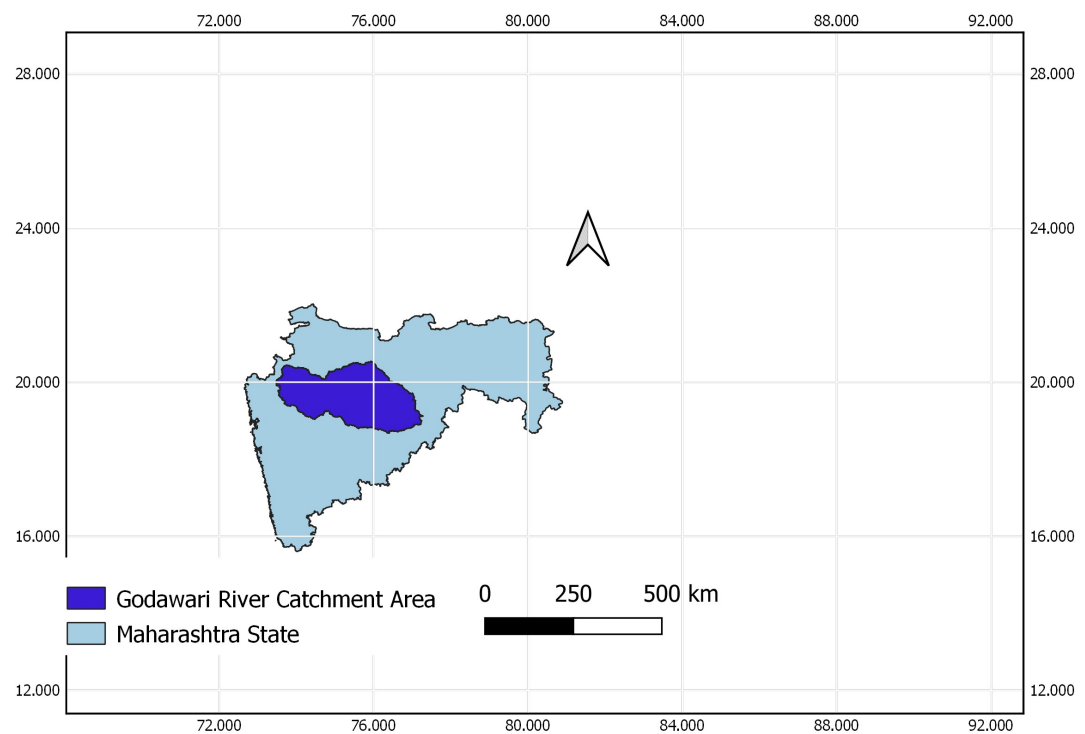 72.000 76.000 80.000 84.000 88.000 92.000
28.000 28.000
24.000 24.000
20.000 20.000
16.000 16.000
0 250 500 km
Godawari River Catchment Area
Maharashtra State
12.000 12.000
72.000 76.000 80.000 84.000 88.000 92.000